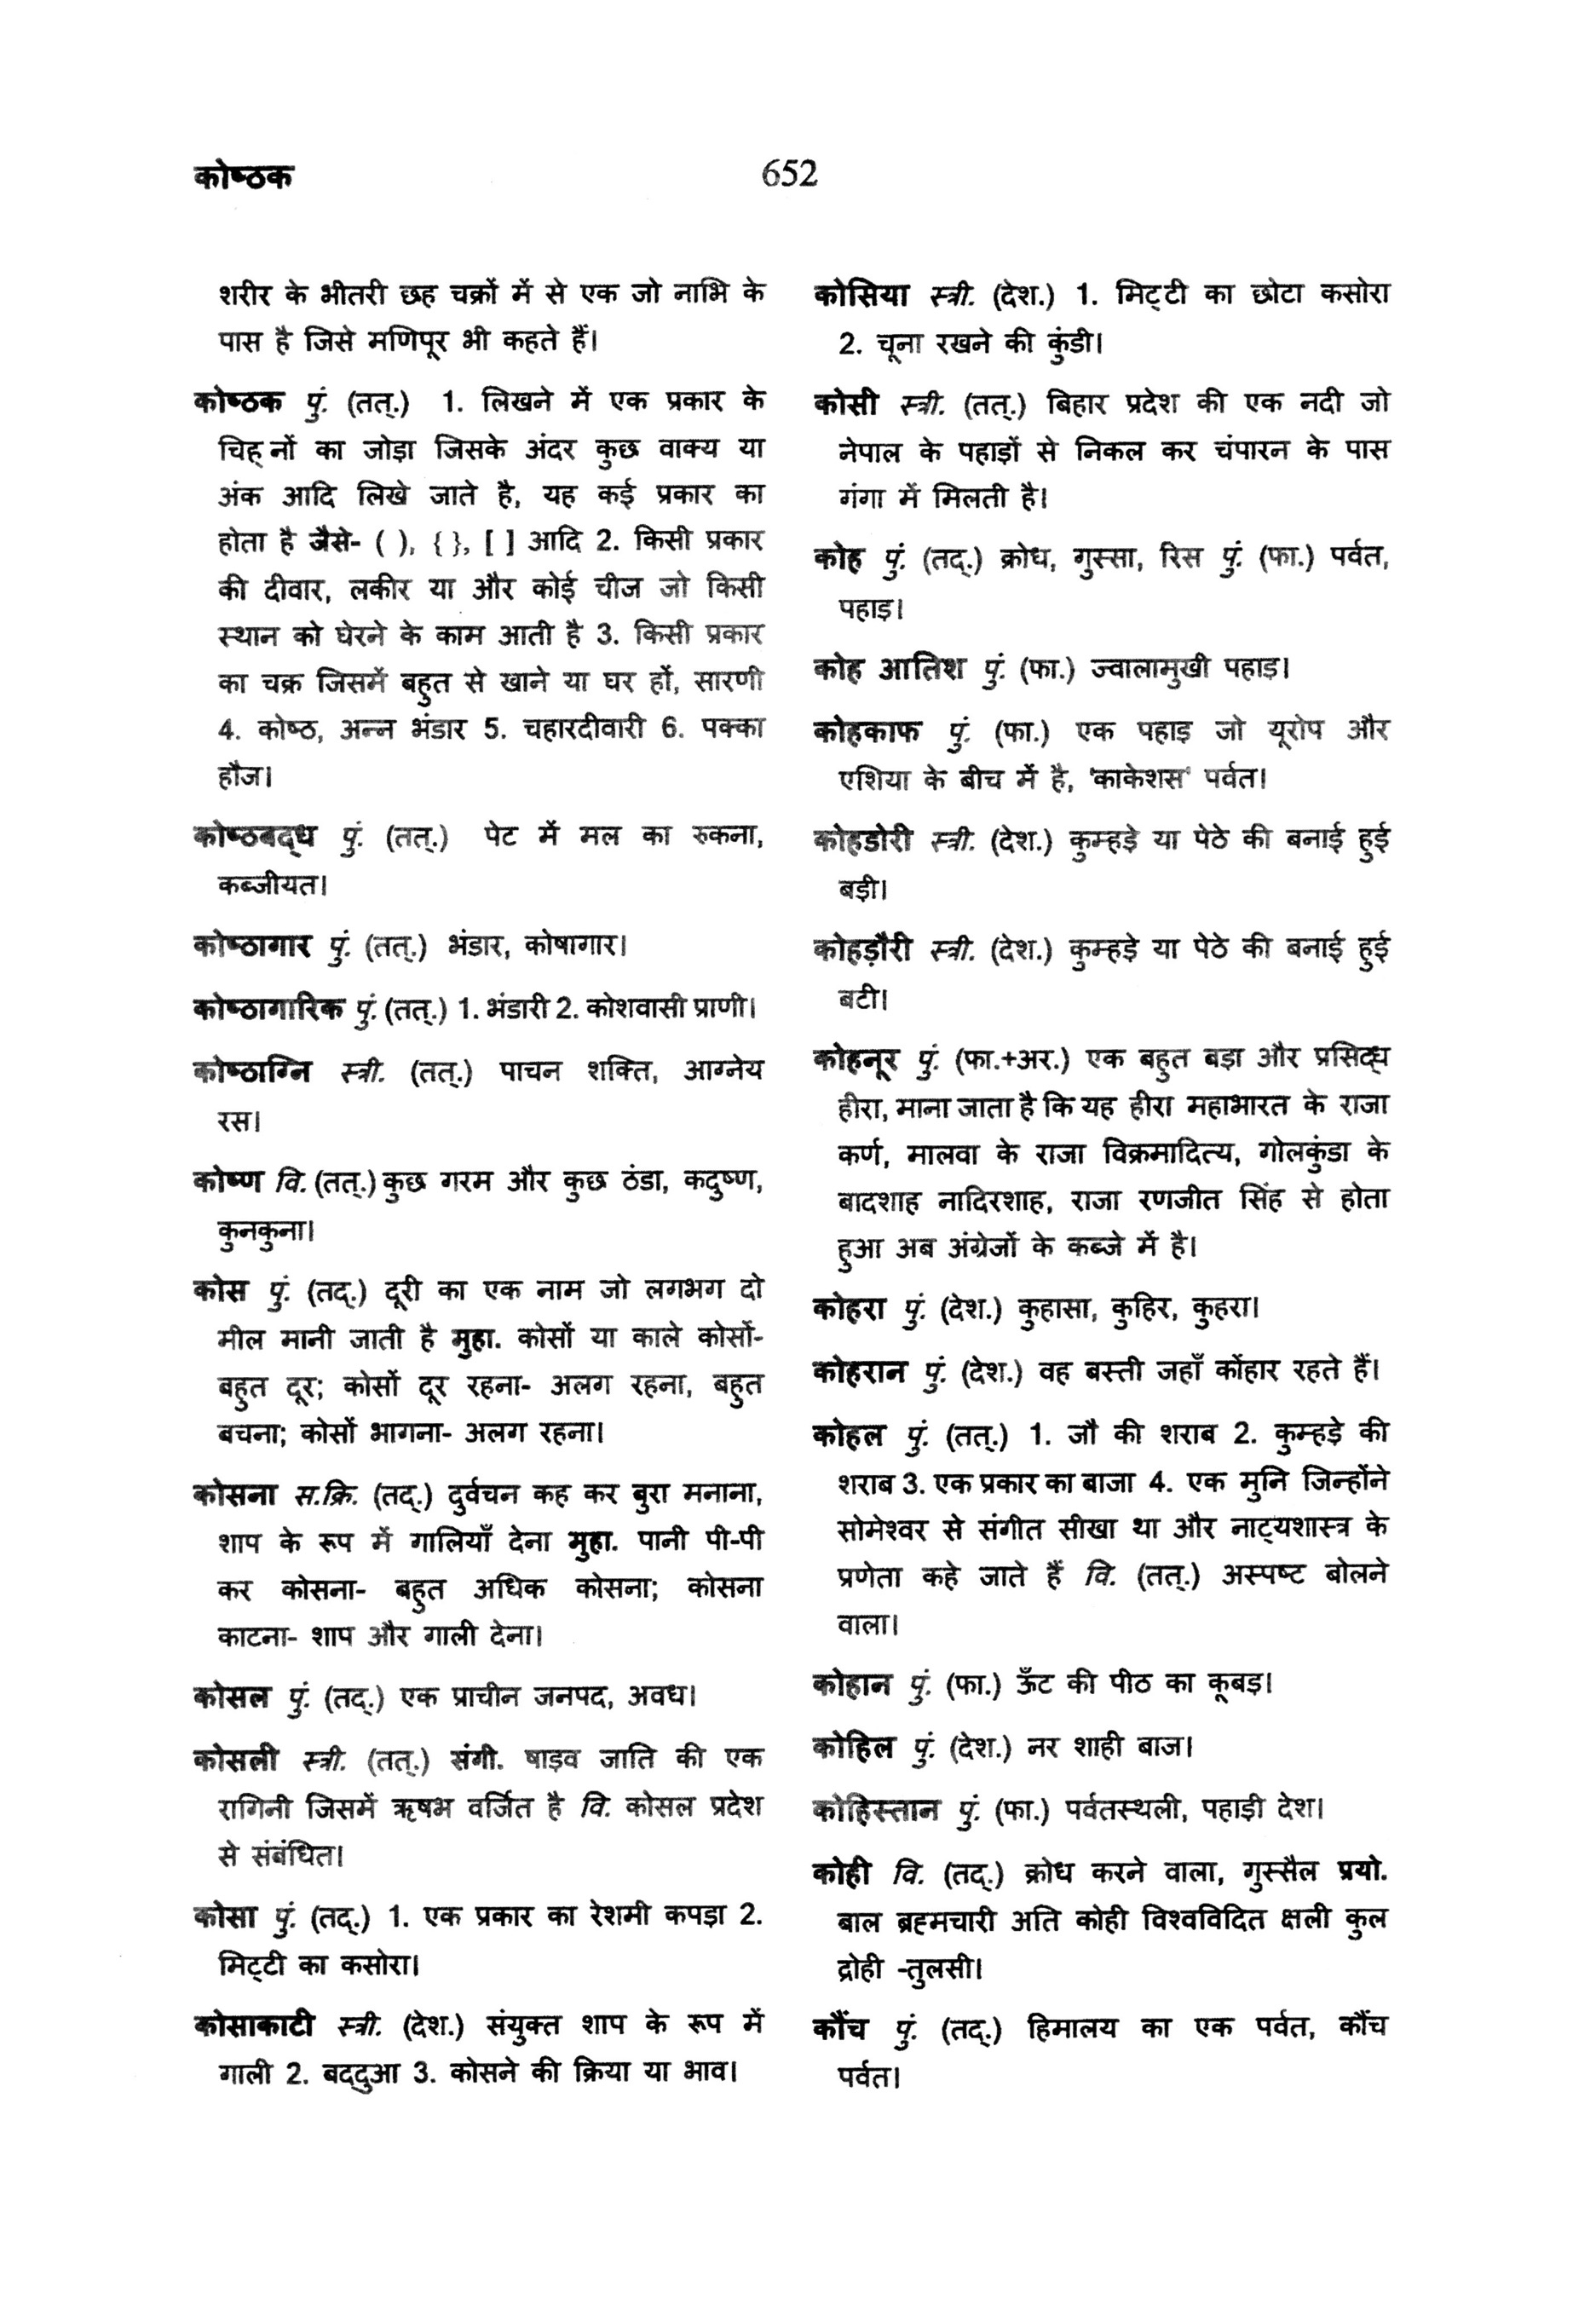 कोष्ठक
652
शरीर के भीतरी छह चक्रों में से एक जो नाभि के
पास है जिसे मणिपूर भी कहते हैं।
कोष्ठक पुं. (तत्.) 1. लिखने में एक प्रकार के
चिह्‌नों का जोड़ा जिसके अंदर कुछ वाक्य या
अंक आदि लिखे जाते है, यह कई प्रकार का
होता है जैसे- ( ), { }, [ ] आदि 2. किसी प्रकार
की दीवार, लकीर या और कोई चीज जो किसी
स्थान को घेरने के काम आती है 3. किसी प्रकार
का चक्र जिसमें बहुत से खाने या घर हों, सारणी
4. कोष्ठ, अन्न भंडार 5. चहारदीवारी 6. पक्का
हौज।
कोष्ठबद्‌ध पुं. (तत्.) पेट में मल का रुकना,
कब्जीयत।
कोष्ठागार पुं. (तत्.) भंडार, कोषागार।
कोष्ठागारिक पुं. (तत्.) 1. भंडारी 2. कोशवासी प्राणी।
कोष्ठाग्नि स्त्री. (तत्.) पाचन शक्ति, आग्नेय
रस।
कोष्ण वि. (तत्.) कुछ गरम और कुछ ठंडा, कदुष्ण,
कुनकुना।
कोस पुं. (तद्.) दूरी का एक नाम जो लगभग दो
मील मानी जाती है मुहा. कोसों या काले कोसों-
बहुत दूर; कोसों दूर रहना- अलग रहना, बहुत
बचना; कोसों भागना- अलग रहना।
कोसना स.क्रि. (तद्.) दुर्वचन कह कर बुरा मनाना,
शाप के रूप में गालियाँ देना मुहा. पानी पी-पी
कर कोसना- बहुत अधिक कोसना; कोसना
काटना- शाप और गाली देना।
कोसल पुं. (तद्.) एक प्राचीन जनपद, अवध।
कोसली स्त्री. (तत्.) संगी. षाड़व जाति की एक
रागिनी जिसमें ऋषभ वर्जित है वि. कोसल प्रदेश
से संबंधित।
कोसा पुं. (तद्.) 1. एक प्रकार का रेशमी कपड़ा 2.
मिट्‌टी का कसोरा।
कोसाकाटी स्त्री. (देश.) संयुक्त शाप के रूप में
गाली 2. बद्‌दुआ 3. कोसने की क्रिया या भाव।
कोसिया स्त्री. (देश.) 1. मिट्‌टी का छोटा कसोरा
2. चूना रखने की कुंडी।
कोसी स्त्री. (तत्.) बिहार प्रदेश की एक नदी जो
नेपाल के पहाड़ों से निकल कर चंपारन के पास
गंगा में मिलती है।
कोह पुं. (तद्.) क्रोध, गुस्सा, रिस पुं. (फा.) पर्वत,
पहाड़।
कोह आतिश पुं. (फा.) ज्वालामुखी पहाड़।
कोहकाफ पुं. (फा.) एक पहाड़ जो यूरोप और
एशिया के बीच में है, 'काकेशस' पर्वत।
कोहडोरी स्त्री. (देश.) कुम्हड़े या पेठे की बनाई हुई
बड़ी।
कोहड़ौरी स्त्री. (देश.) कुम्हड़े या पेठे की बनाई हुई
बटी।
कोहनूर पुं. (फा.+अर.) एक बहुत बड़ा और प्रसिद्‌ध
हीरा, माना जाता है कि यह हीरा महाभारत के राजा
कर्ण, मालवा के राजा विक्रमादित्य, गोलकुंडा के
बादशाह नादिरशाह, राजा रणजीत सिंह से होता
हुआ अब अंग्रेजों के कब्जे में है।
कोहरा पुं. (देश.) कुहासा, कुहिर, कुहरा।
कोहरान पुं. (देश.) वह बस्ती जहाँ कोंहार रहते हैं।
कोहल पुं. (तत्.) 1. जौ की शराब 2. कुम्हड़े की
शराब 3. एक प्रकार का बाजा 4. एक मुनि जिन्होंने
सोमेश्वर से संगीत सीखा था और नाट्‌यशास्त्र के
प्रणेता कहे जाते हैं वि. (तत्.) अस्पष्ट बोलने
वाला।
कोहान पुं. (फा.) ऊँट की पीठ का कूबड़।
कोहिल पुं. (देश.) नर शाही बाज।
कोहिस्तान पुं. (फा.) पर्वतस्थली, पहाड़ी देश।
कोही वि. (तद्.) क्रोध करने वाला, गुस्सैल प्रयो.
बाल ब्रह्‌मचारी अति कोही विश्वविदित क्षली कुल
द्रोही -तुलसी।
कौंच पुं. (तद्.) हिमालय का एक पर्वत, कौंच
पर्वत।